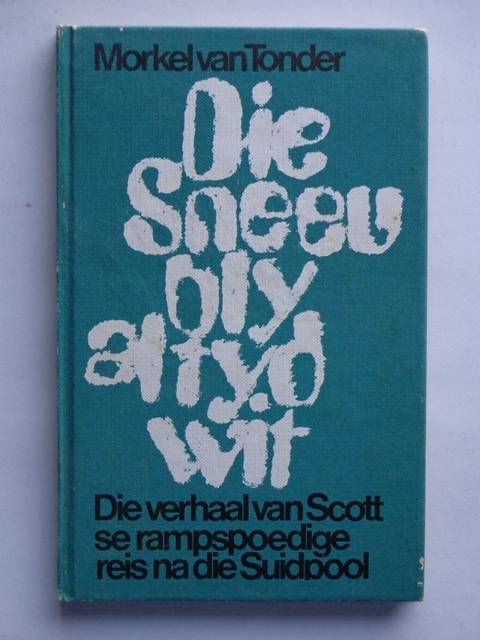 Morkel van Tonder
Die
Sneeu
bly
altyd
wit
Die verhaal van Scott
se rampspoedige
reis na die Suidpool